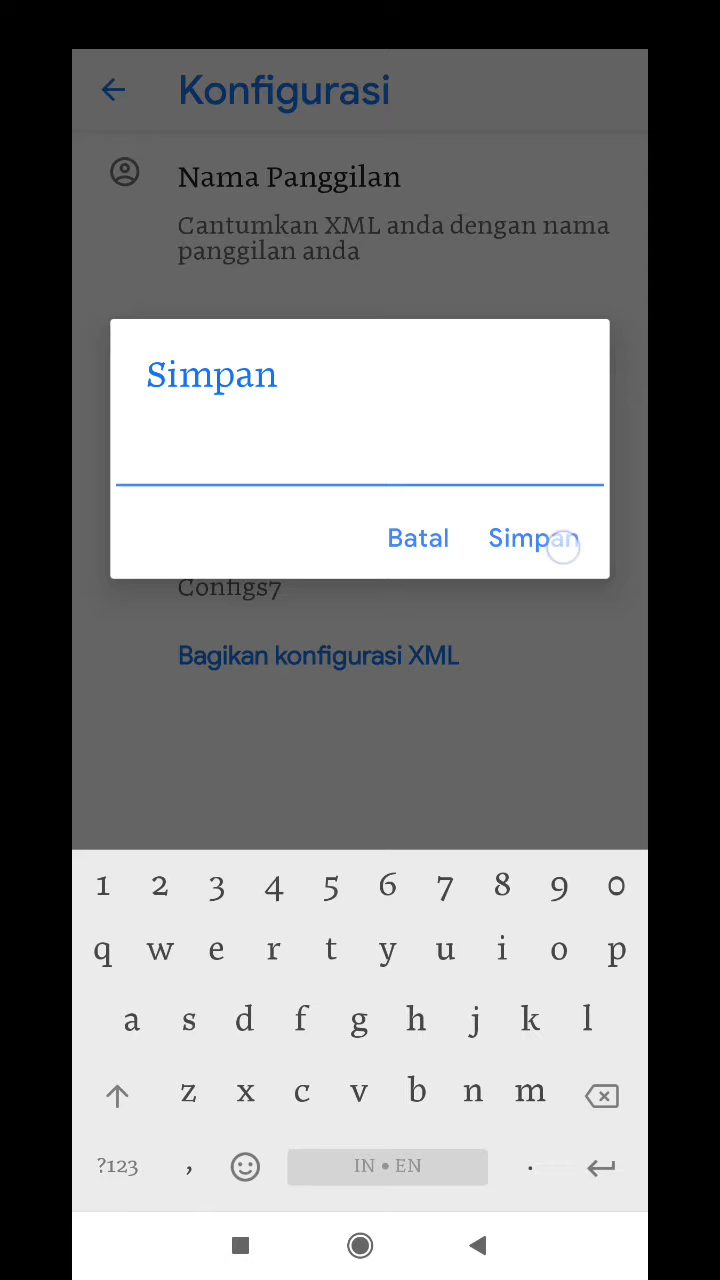 Konfigurasi
Nama Panggilan
Cantumkan XML anda dengan nama
panggilan anda
Simpan
Batal Simpan
Configs7
Bagikan konfigurasi XML
1 2 3 4 5 6 7 8 9 0
q w e r t y u i o p
a s d f g h j k l
z x c v b n m
?123 , IN • EN .